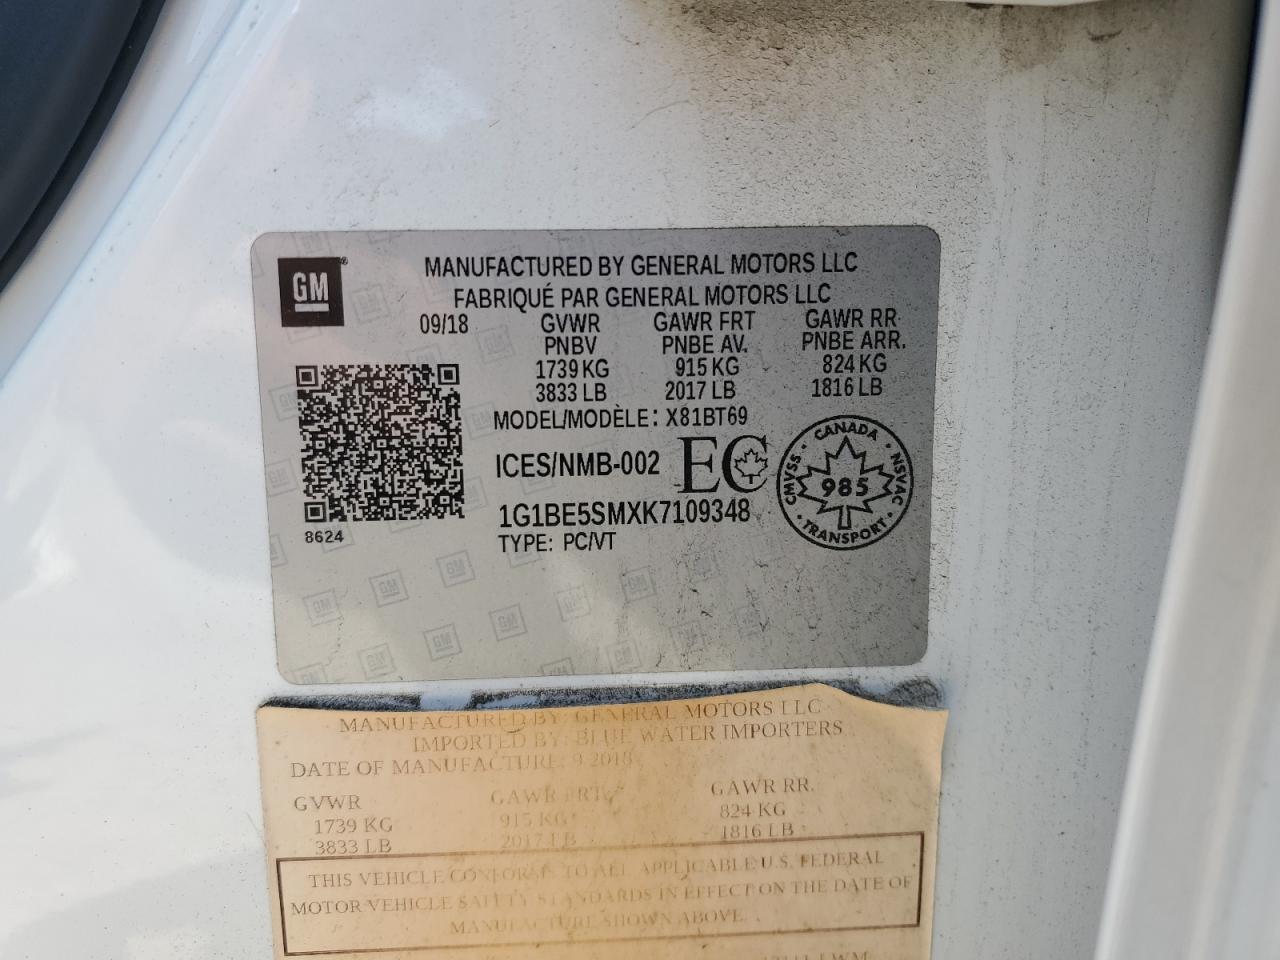 GM
MANUFACTURED BY GENERAL MOTORS LLC
FABRIQUÉ PAR GENERAL MOTORS LLC
09/18 GVWR GAWR FRT GAWR RR
PNBV PNBE AV. PNBE ARR.
1739 KG 915 KG 824 KG
3833 LB 2017 LB 1816 LB
MODEL/MODÈLE: X81BT69
ICES/NMB-002 EC
1G1BE5SMXK7109348
TYPE: PC/VT
8624
CANADA
CMVSS 985 NSVAC
TRANSPORT
MANUFACTURED BY: GENERAL MOTORS LLC
IMPORTED BY: BLUE WATER IMPORTERS
DATE OF MANUFACTURE: 9 2018
GVWR GAWR FRT. GAWR RR.
1739 KG 915 KG 824 KG
3833 LB 2017 LB 1816 LB
THIS VEHICLE CONFORMS TO ALL APPLICABLE U.S. FEDERAL
MOTOR VEHICLE SAFETY STANDARDS IN EFFECT ON THE DATE OF
MANUFACTURE SHOWN ABOVE